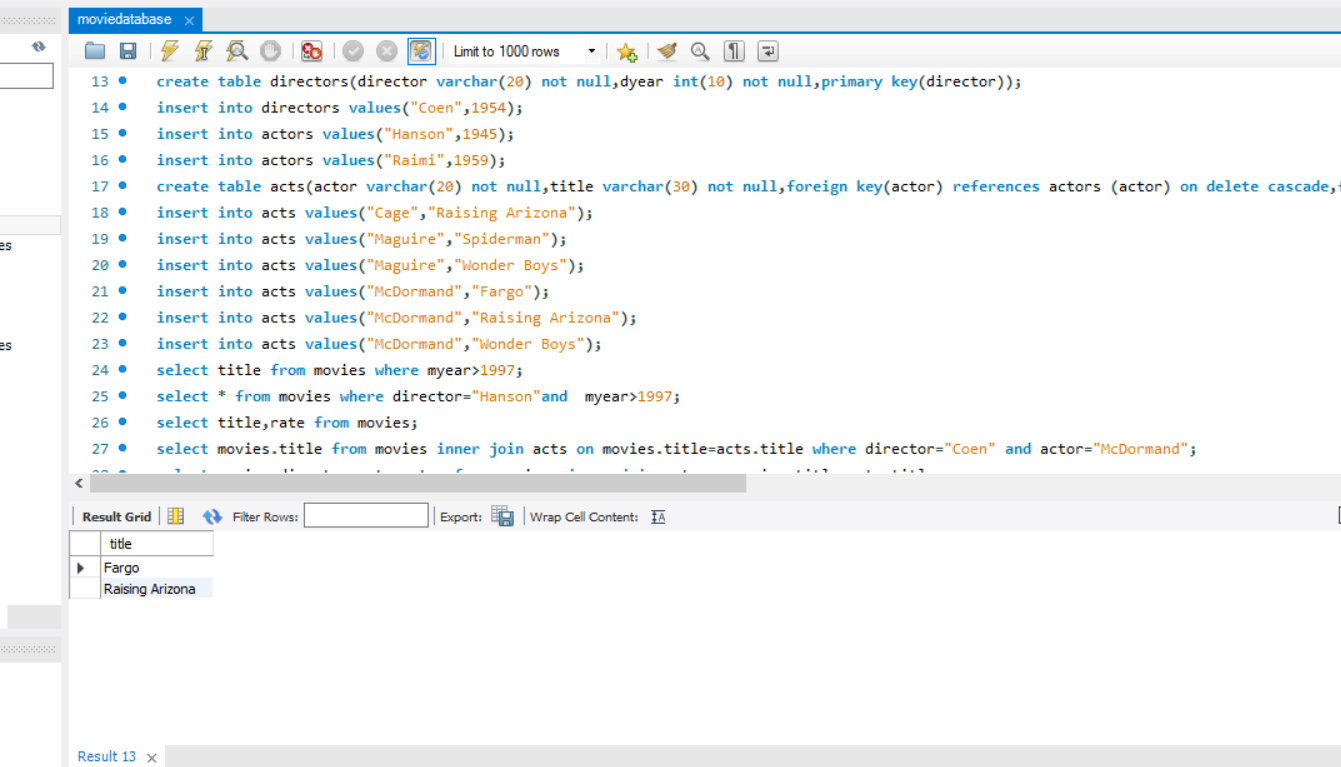 moviedatabase
Limit to 1000 rows
13 create table directors(director varchar(20) not null,dyear int(10) not null,primary key(director));
14 insert into directors values("Coen",1954);
15 insert into actors values("Hanson",1945);
16 insert into actors values("Raimi",1959);
17 create table acts(actor varchar(20) not null,title varchar(30) not null,foreign key(actor) references actors (actor) on delete cascade,
18 insert into acts values("Cage","Raising Arizona");
es
19 insert into acts values("Maguire","Spiderman");
20 insert into acts values("Maguire","Wonder Boys");
21 insert into acts values("McDormand","Fargo");
22 insert into acts values("McDormand","Raising Arizona");
es
23 insert into acts values("McDormand","Wonder Boys");
24 select title from movies where myear>1997;
25 select * from movies where director="Hanson"and  myear>1997;
26 select title,rate from movies;
27 select movies.title from movies inner join acts on movies.title=acts.title where director="Coen" and actor="McDormand";
Result Grid Filter Rows: Export: Wrap Cell Content: IA
title
Fargo
Raising Arizona
Result 13